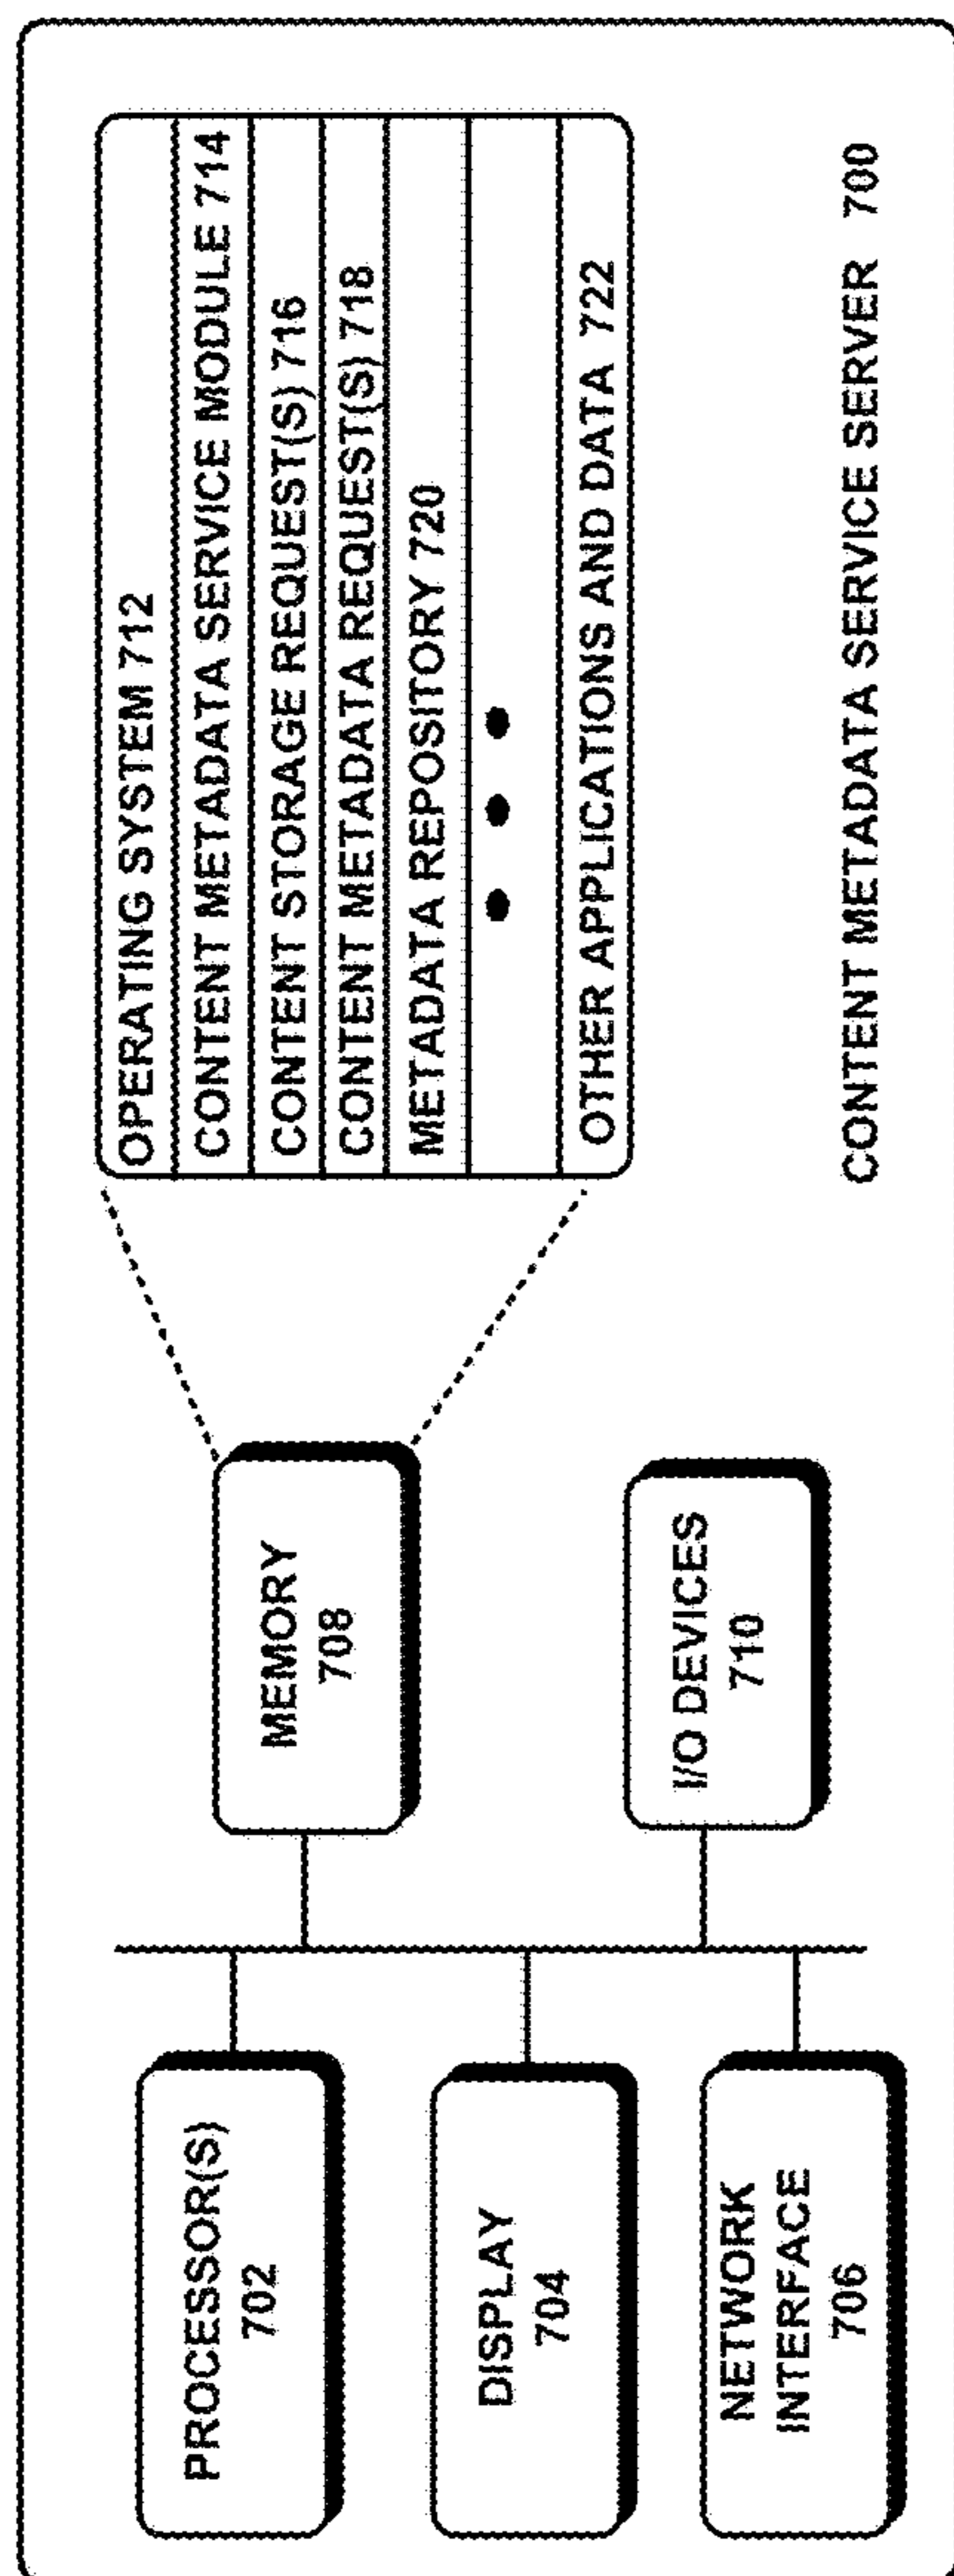 PROCESSOR(S)
702
DISPLAY
704
NETWORK
INTERFACE
706
MEMORY
708
I/O DEVICES
710
OPERATING SYSTEM 712
CONTENT METADATA SERVICE MODULE 714
CONTENT STORAGE REQUEST(S) 716
CONTENT METADATA REQUEST(S) 718
METADATA REPOSITORY 720
OTHER APPLICATIONS AND DATA 722
CONTENT METADATA SERVICE SERVER 700